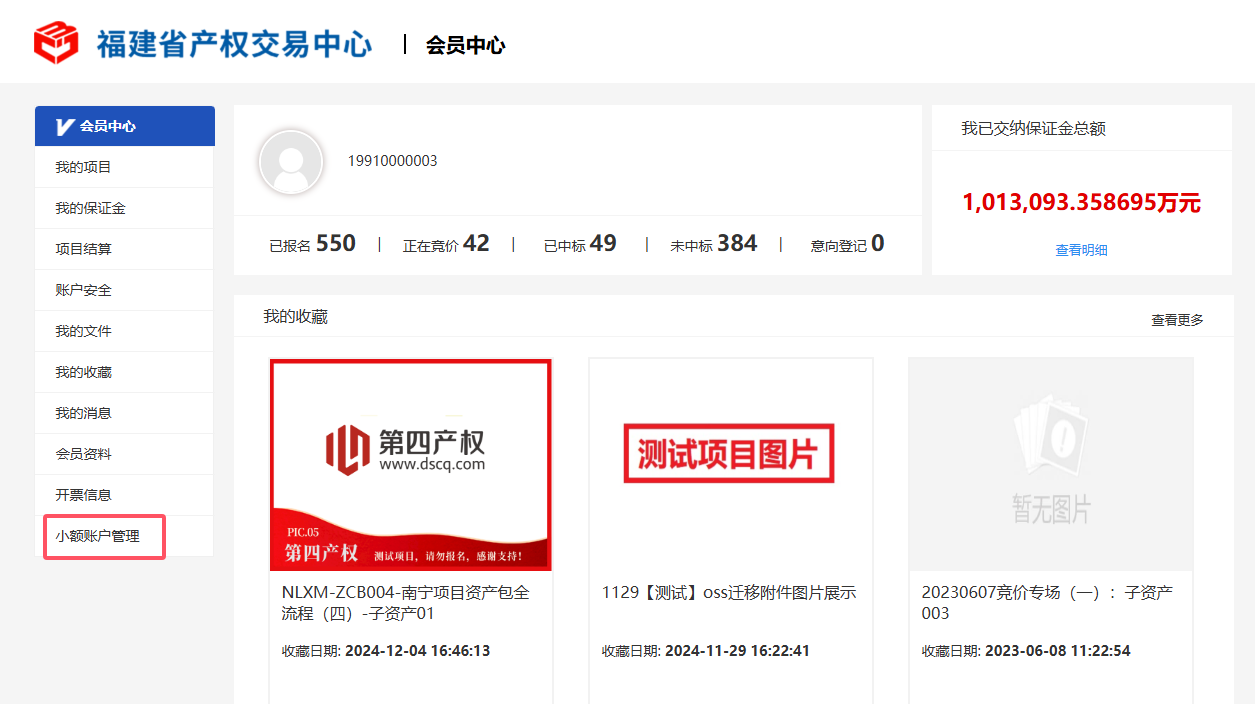 福建省产权交易中心 | 会员中心
会员中心
我的项目
我的保证金
项目结算
账户安全
我的文件
我的收藏
我的消息
会员资料
开票信息
小额账户管理
19910000003
已报名 550 | 正在竞价 42 | 已中标 49 | 未中标 384 | 意向登记 0
我已交纳保证金总额
1,013,093.358695万元
查看明细
我的收藏
查看更多
第四产权
www.dscq.com
PIC.05
第四产权 测试项目，请勿报名，感谢支持！
NLXM-ZCB004-南宁项目资产包全
流程（四）-子资产01
收藏日期: 2024-12-04 16:46:13
测试项目图片
1129【测试】oss迁移附件图片展示
收藏日期: 2024-11-29 16:22:41
暂无图片
20230607竞价专场（一）：子资产
003
收藏日期: 2023-06-08 11:22:54